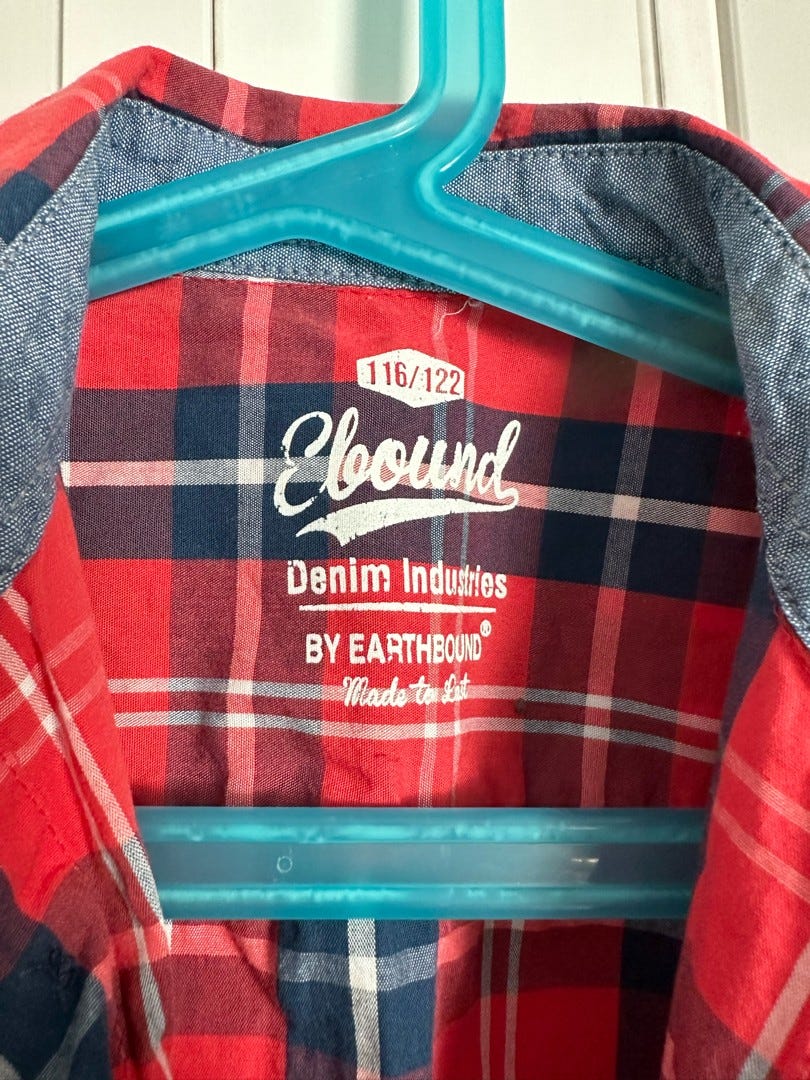 116/122
Ebound
Denim Industries
BY EARTHBOUND®
Made to Last